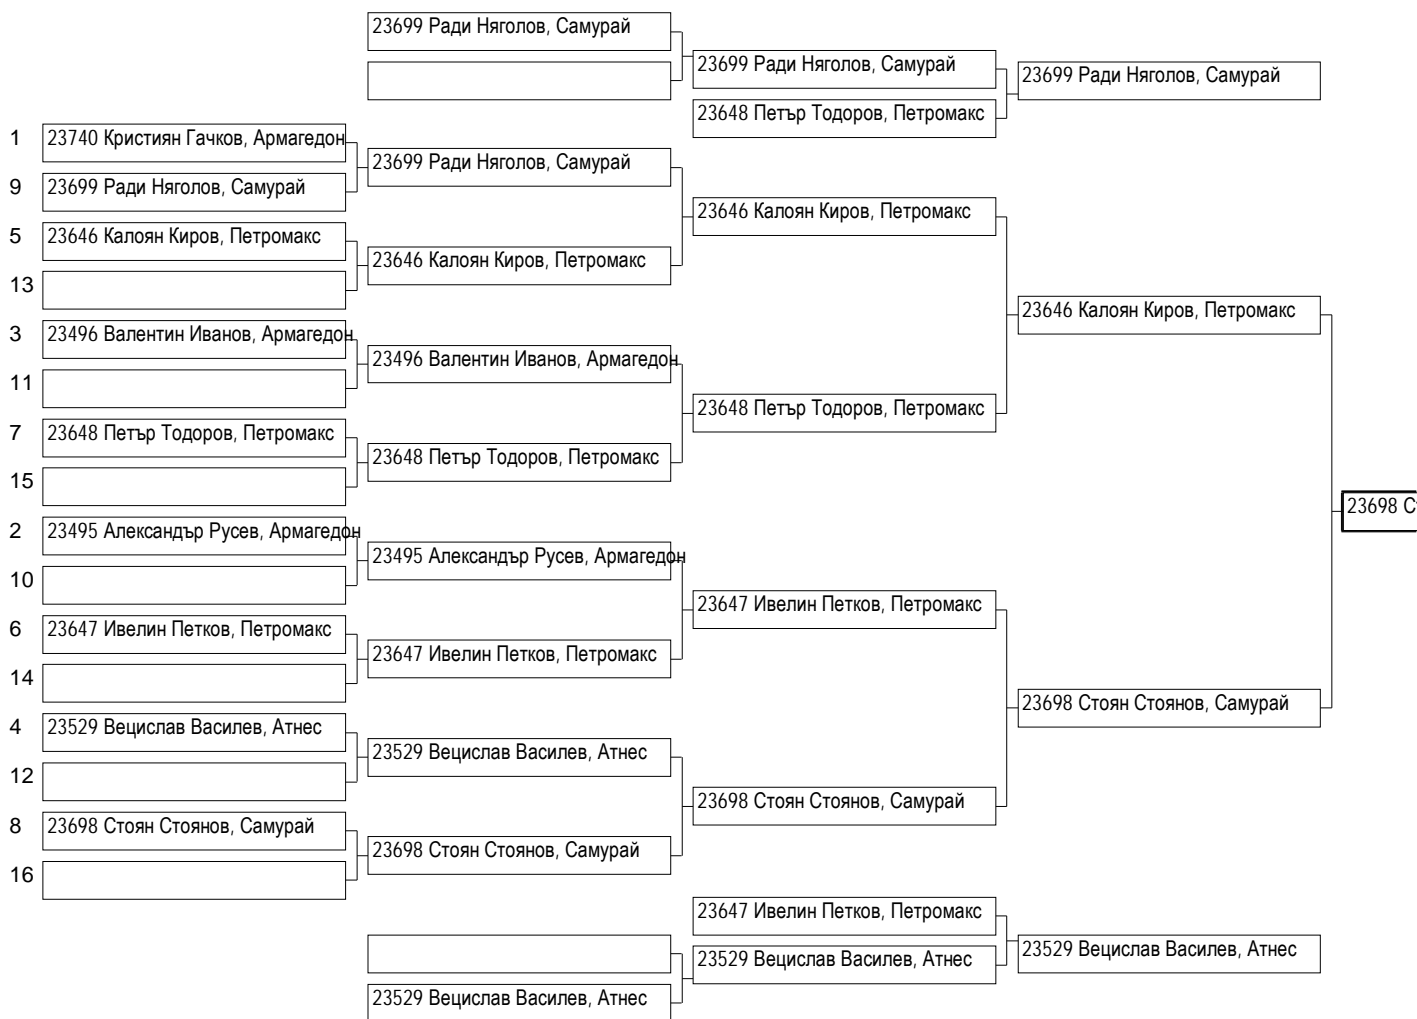 23699 Ради Няголов, Самурай
23699 Ради Няголов, Самурай
23699 Ради Няголов, Самурай
23648 Петър Тодоров, Петромакс
1 23740 Кристиян Гачков, Армагедон
23699 Ради Няголов, Самурай
9 23699 Ради Няголов, Самурай
23646 Калоян Киров, Петромакс
5 23646 Калоян Киров, Петромакс
23646 Калоян Киров, Петромакс
13
23646 Калоян Киров, Петромакс
3 23496 Валентин Иванов, Армагедон
23496 Валентин Иванов, Армагедон
11
23648 Петър Тодоров, Петромакс
7 23648 Петър Тодоров, Петромакс
23648 Петър Тодоров, Петромакс
15
23698 С
2 23495 Александър Русев, Армагедон
23495 Александър Русев, Армагедон
10
23647 Ивелин Петков, Петромакс
6 23647 Ивелин Петков, Петромакс
23647 Ивелин Петков, Петромакс
14
23698 Стоян Стоянов, Самурай
4 23529 Вецислав Василев, Атнес
23529 Вецислав Василев, Атнес
12
23698 Стоян Стоянов, Самурай
8 23698 Стоян Стоянов, Самурай
23698 Стоян Стоянов, Самурай
16
23647 Ивелин Петков, Петромакс
23529 Вецислав Василев, Атнес
23529 Вецислав Василев, Атнес
23529 Вецислав Василев, Атнес